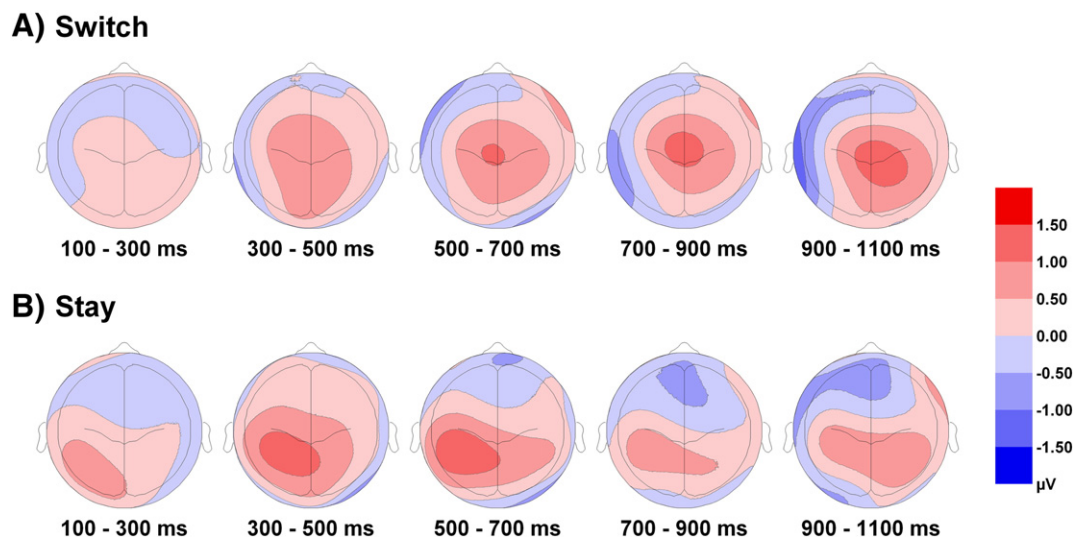 A) Switch
100 - 300 ms
300 - 500 ms
500 - 700 ms
700 - 900 ms
900 - 1100 ms
1.50
1.00
0.50
0.00
-0.50
-1.00
-1.50
µV
B) Stay
100 - 300 ms
300 - 500 ms
500 - 700 ms
700 - 900 ms
900 - 1100 ms